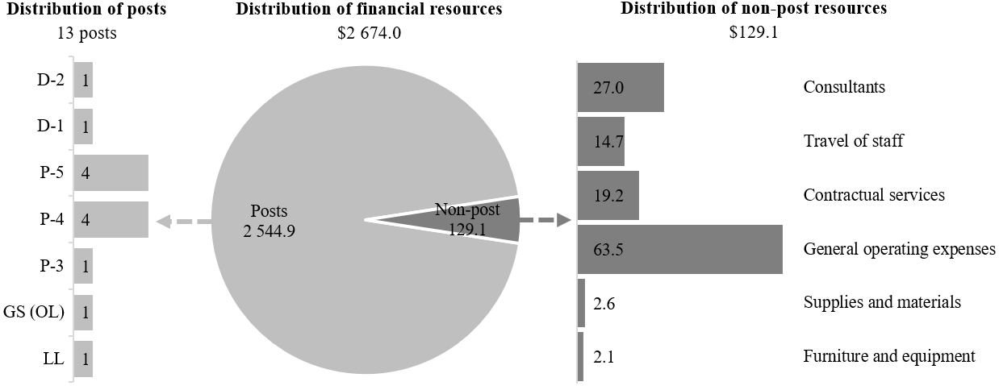 Distribution of posts
13 posts
D-2 1
D-1 1
P-5 4
P-4 4
P-3 1
GS (OL) 1
LL 1
Distribution of financial resources
$2 674.0
Posts
2 544.9
Non-post
129.1
Distribution of non-post resources
$129.1
27.0 Consultants
14.7 Travel of staff
19.2 Contractual services
63.5 General operating expenses
2.6 Supplies and materials
2.1 Furniture and equipment